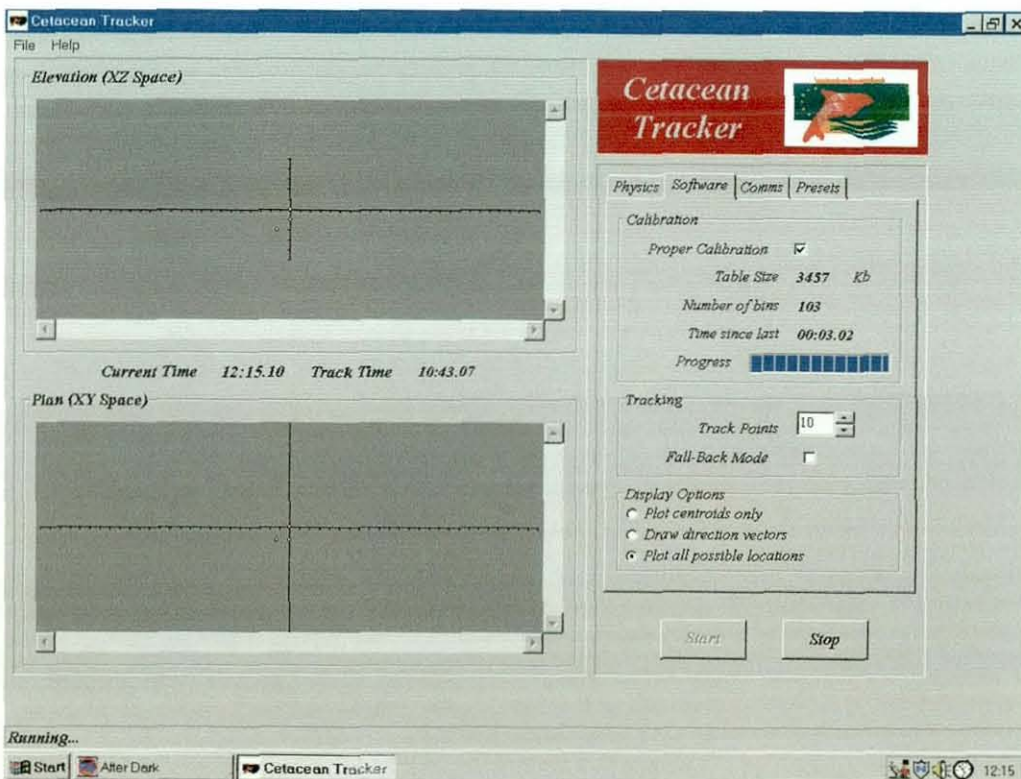 Cetacean Tracker
File Help
Elevation (XZ Space)
Current Time 12:15.10 Track Time 10:43.07
Plan (XY Space)
Cetacean
Tracker
Physics Software Comms Presets
Calibration
Proper Calibration
Table Size 3457 Kb
Number of bins 103
Time since last 00:03.02
Progress
Tracking
Track Points 10
Fall-Back Mode
Display Options
Plot centroids only
Draw direction vectors
Plot all possible locations
Start Stop
Running...
Start After Dark Cetacean Tracker 12:15